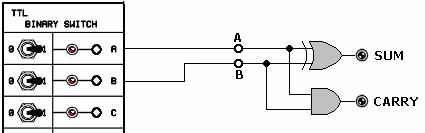 TTL
BINARY SWITCH
0 1 A
0 1 B
0 1 C
A
B
SUM
CARRY